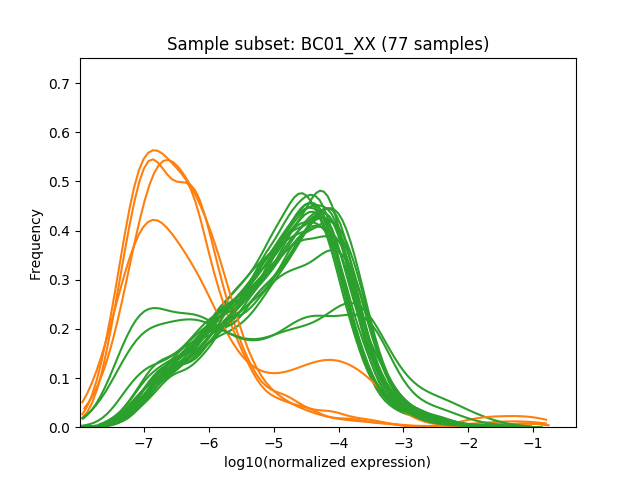 Sample subset: BC01_XX (77 samples)
0.7
0.6
0.5
0.4
0.3
0.2
0.1
0.0
Frequency
−7 −6 −5 −4 −3 −2 −1
log10(normalized expression)